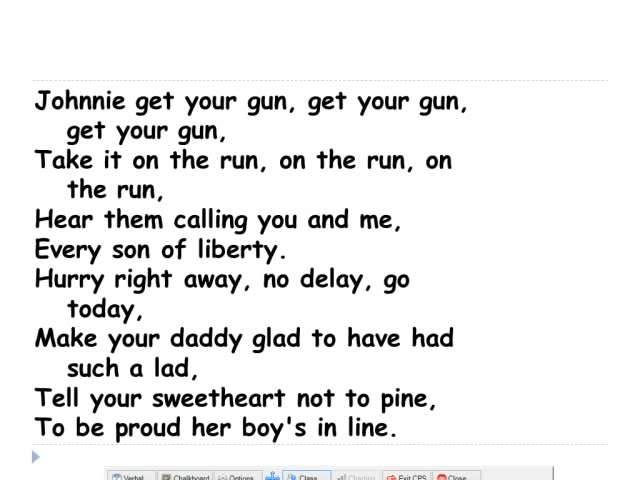 Johnnie get your gun, get your gun,
get your gun,
Take it on the run, on the run, on
the run,
Hear them calling you and me,
Every son of liberty.
Hurry right away, no delay, go
today,
Make your daddy glad to have had
such a lad,
Tell your sweetheart not to pine,
To be proud her boy's in line.
Verbal Chalkboard Options Class Charting Exit CPS Close